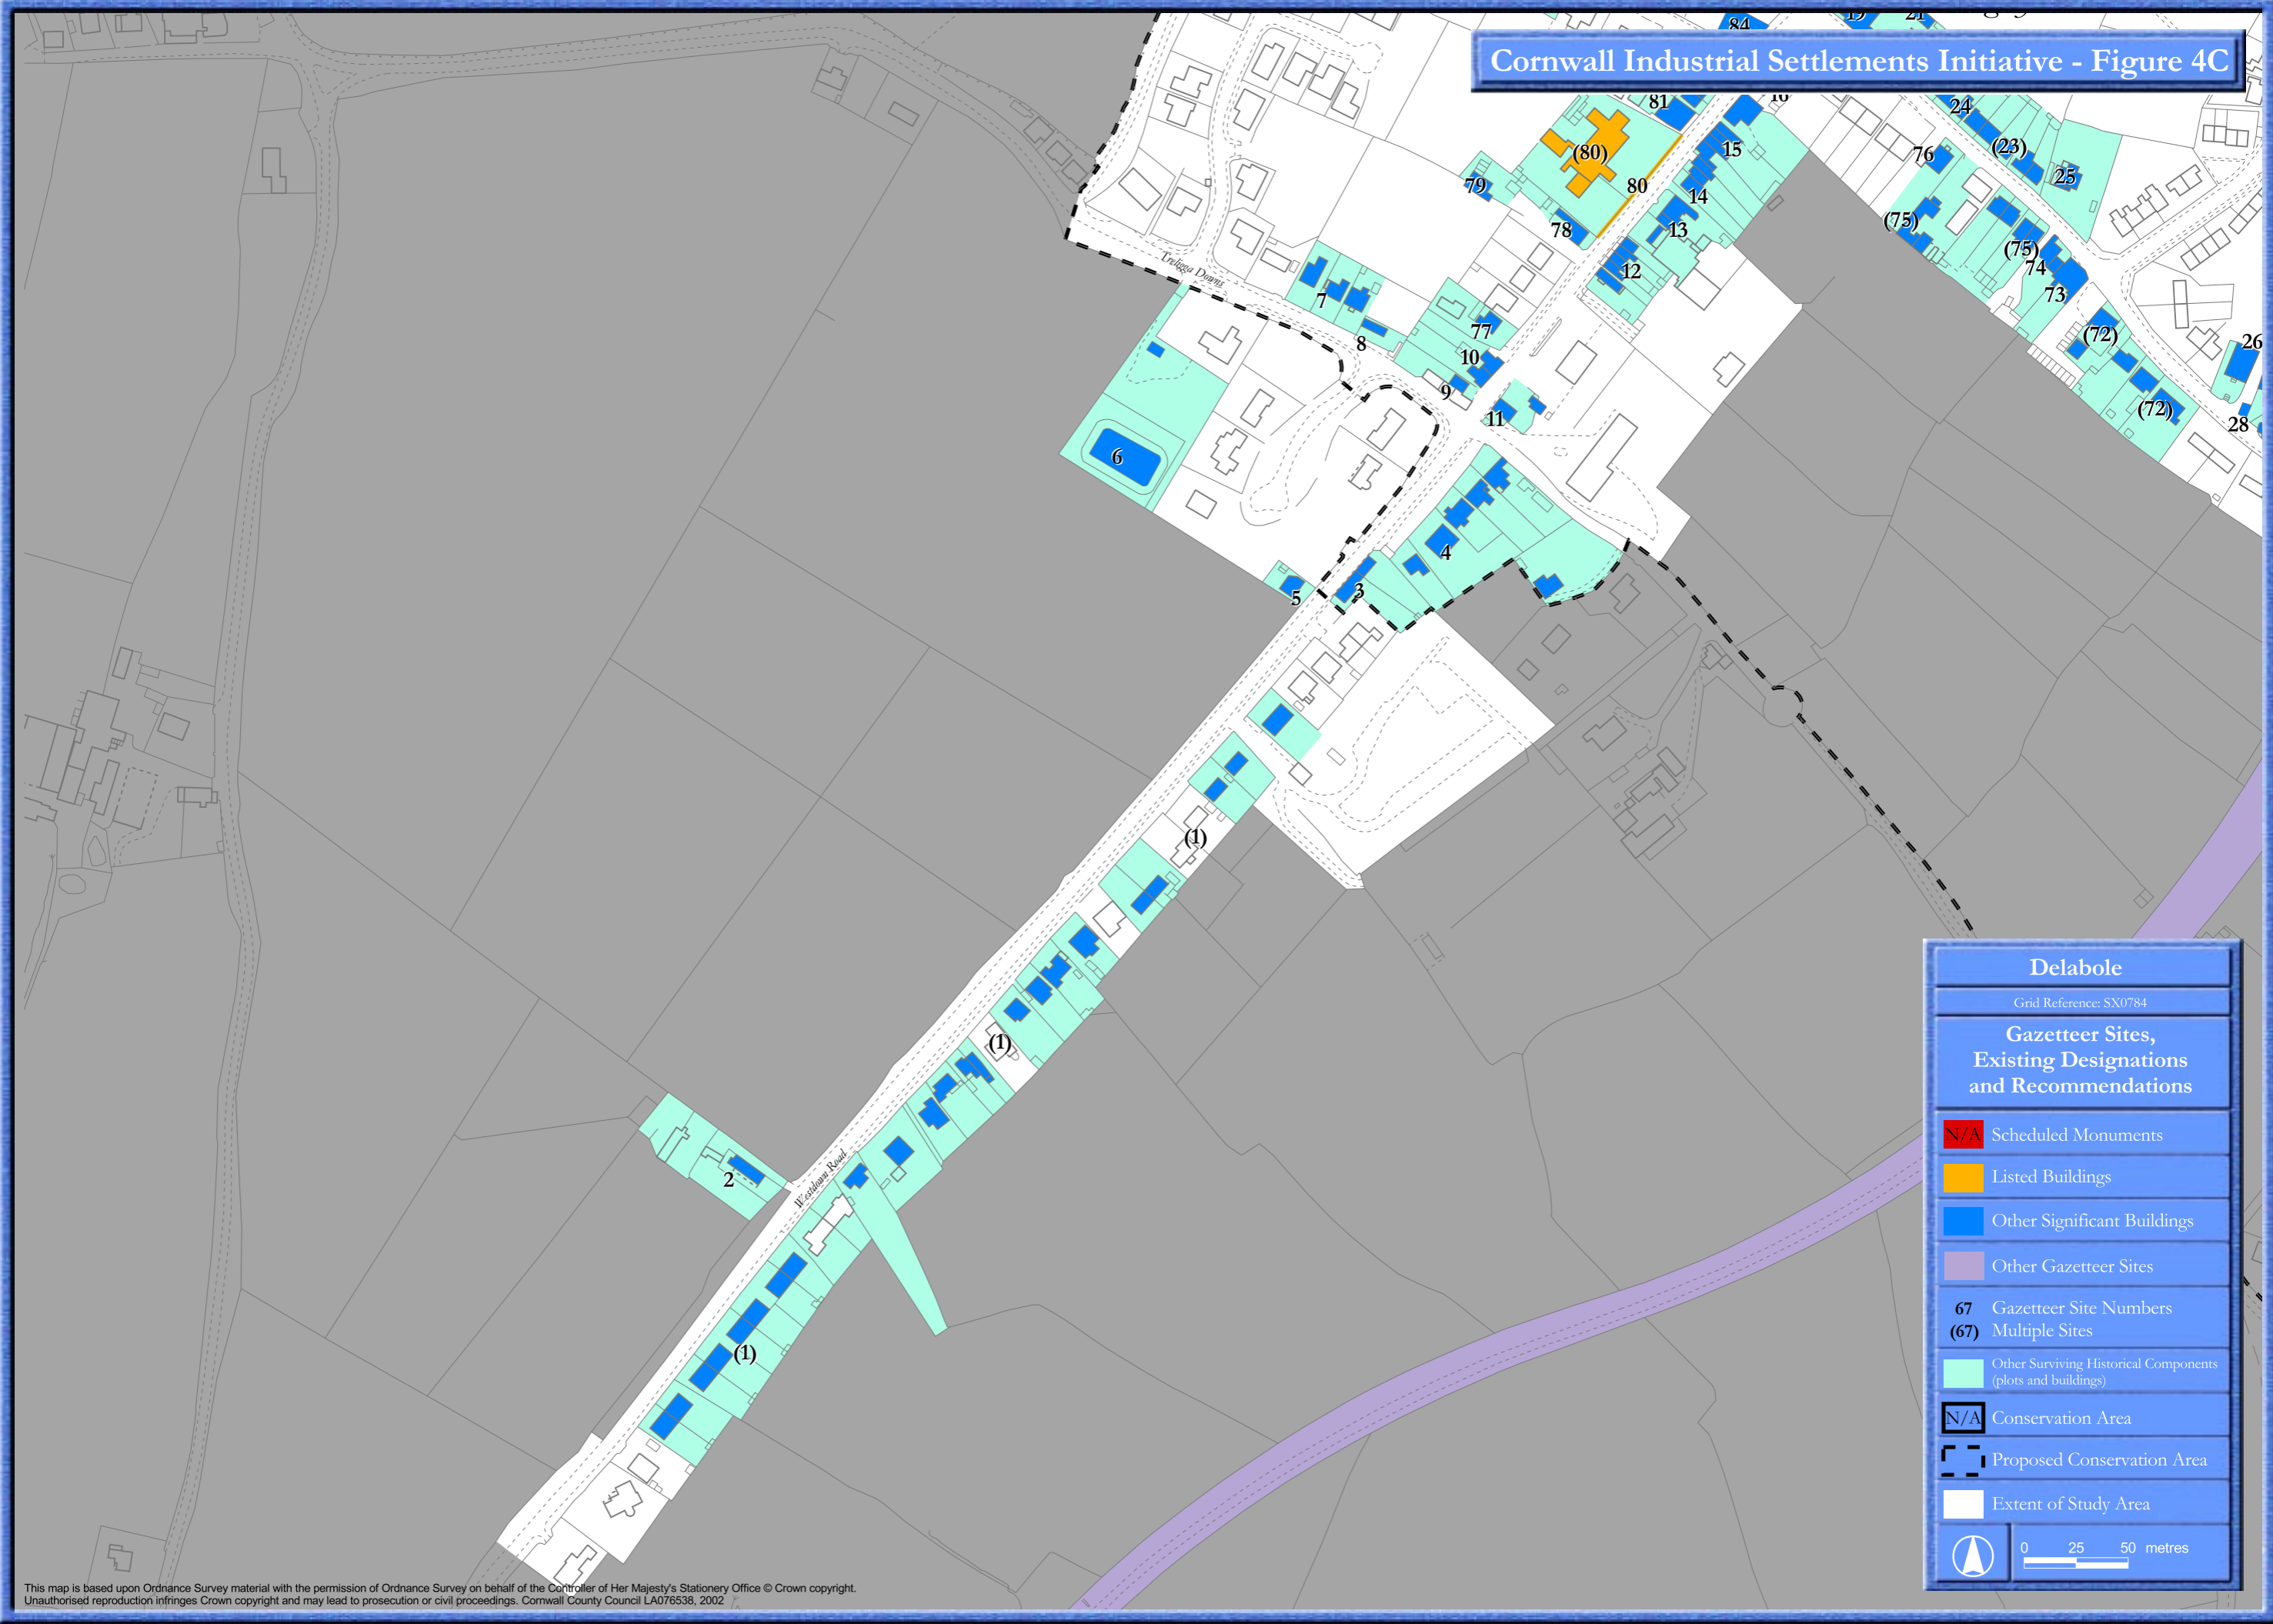 84
19
21
Cornwall Industrial Settlements Initiative - Figure 4C
81
16
24
15
(80)
(23)
76
25
79
80
14
(75)
78
13
(75)
12
74
Treligga Downs
7
73
77
(72)
8
26
10
9
(72)
11
28
6
4
3
5
(1)
(1)
2
Westdown Road
(1)
Delabole
Grid Reference: SX0784
Gazetteer Sites,
Existing Designations
and Recommendations
N/A Scheduled Monuments
Listed Buildings
Other Significant Buildings
Other Gazetteer Sites
67 Gazetteer Site Numbers
(67) Multiple Sites
Other Surviving Historical Components
(plots and buildings)
N/A Conservation Area
Proposed Conservation Area
Extent of Study Area
0 25 50 metres
This map is based upon Ordnance Survey material with the permission of Ordnance Survey on behalf of the Controller of Her Majesty's Stationery Office © Crown copyright.
Unauthorised reproduction infringes Crown copyright and may lead to prosecution or civil proceedings. Cornwall County Council LA076538, 2002